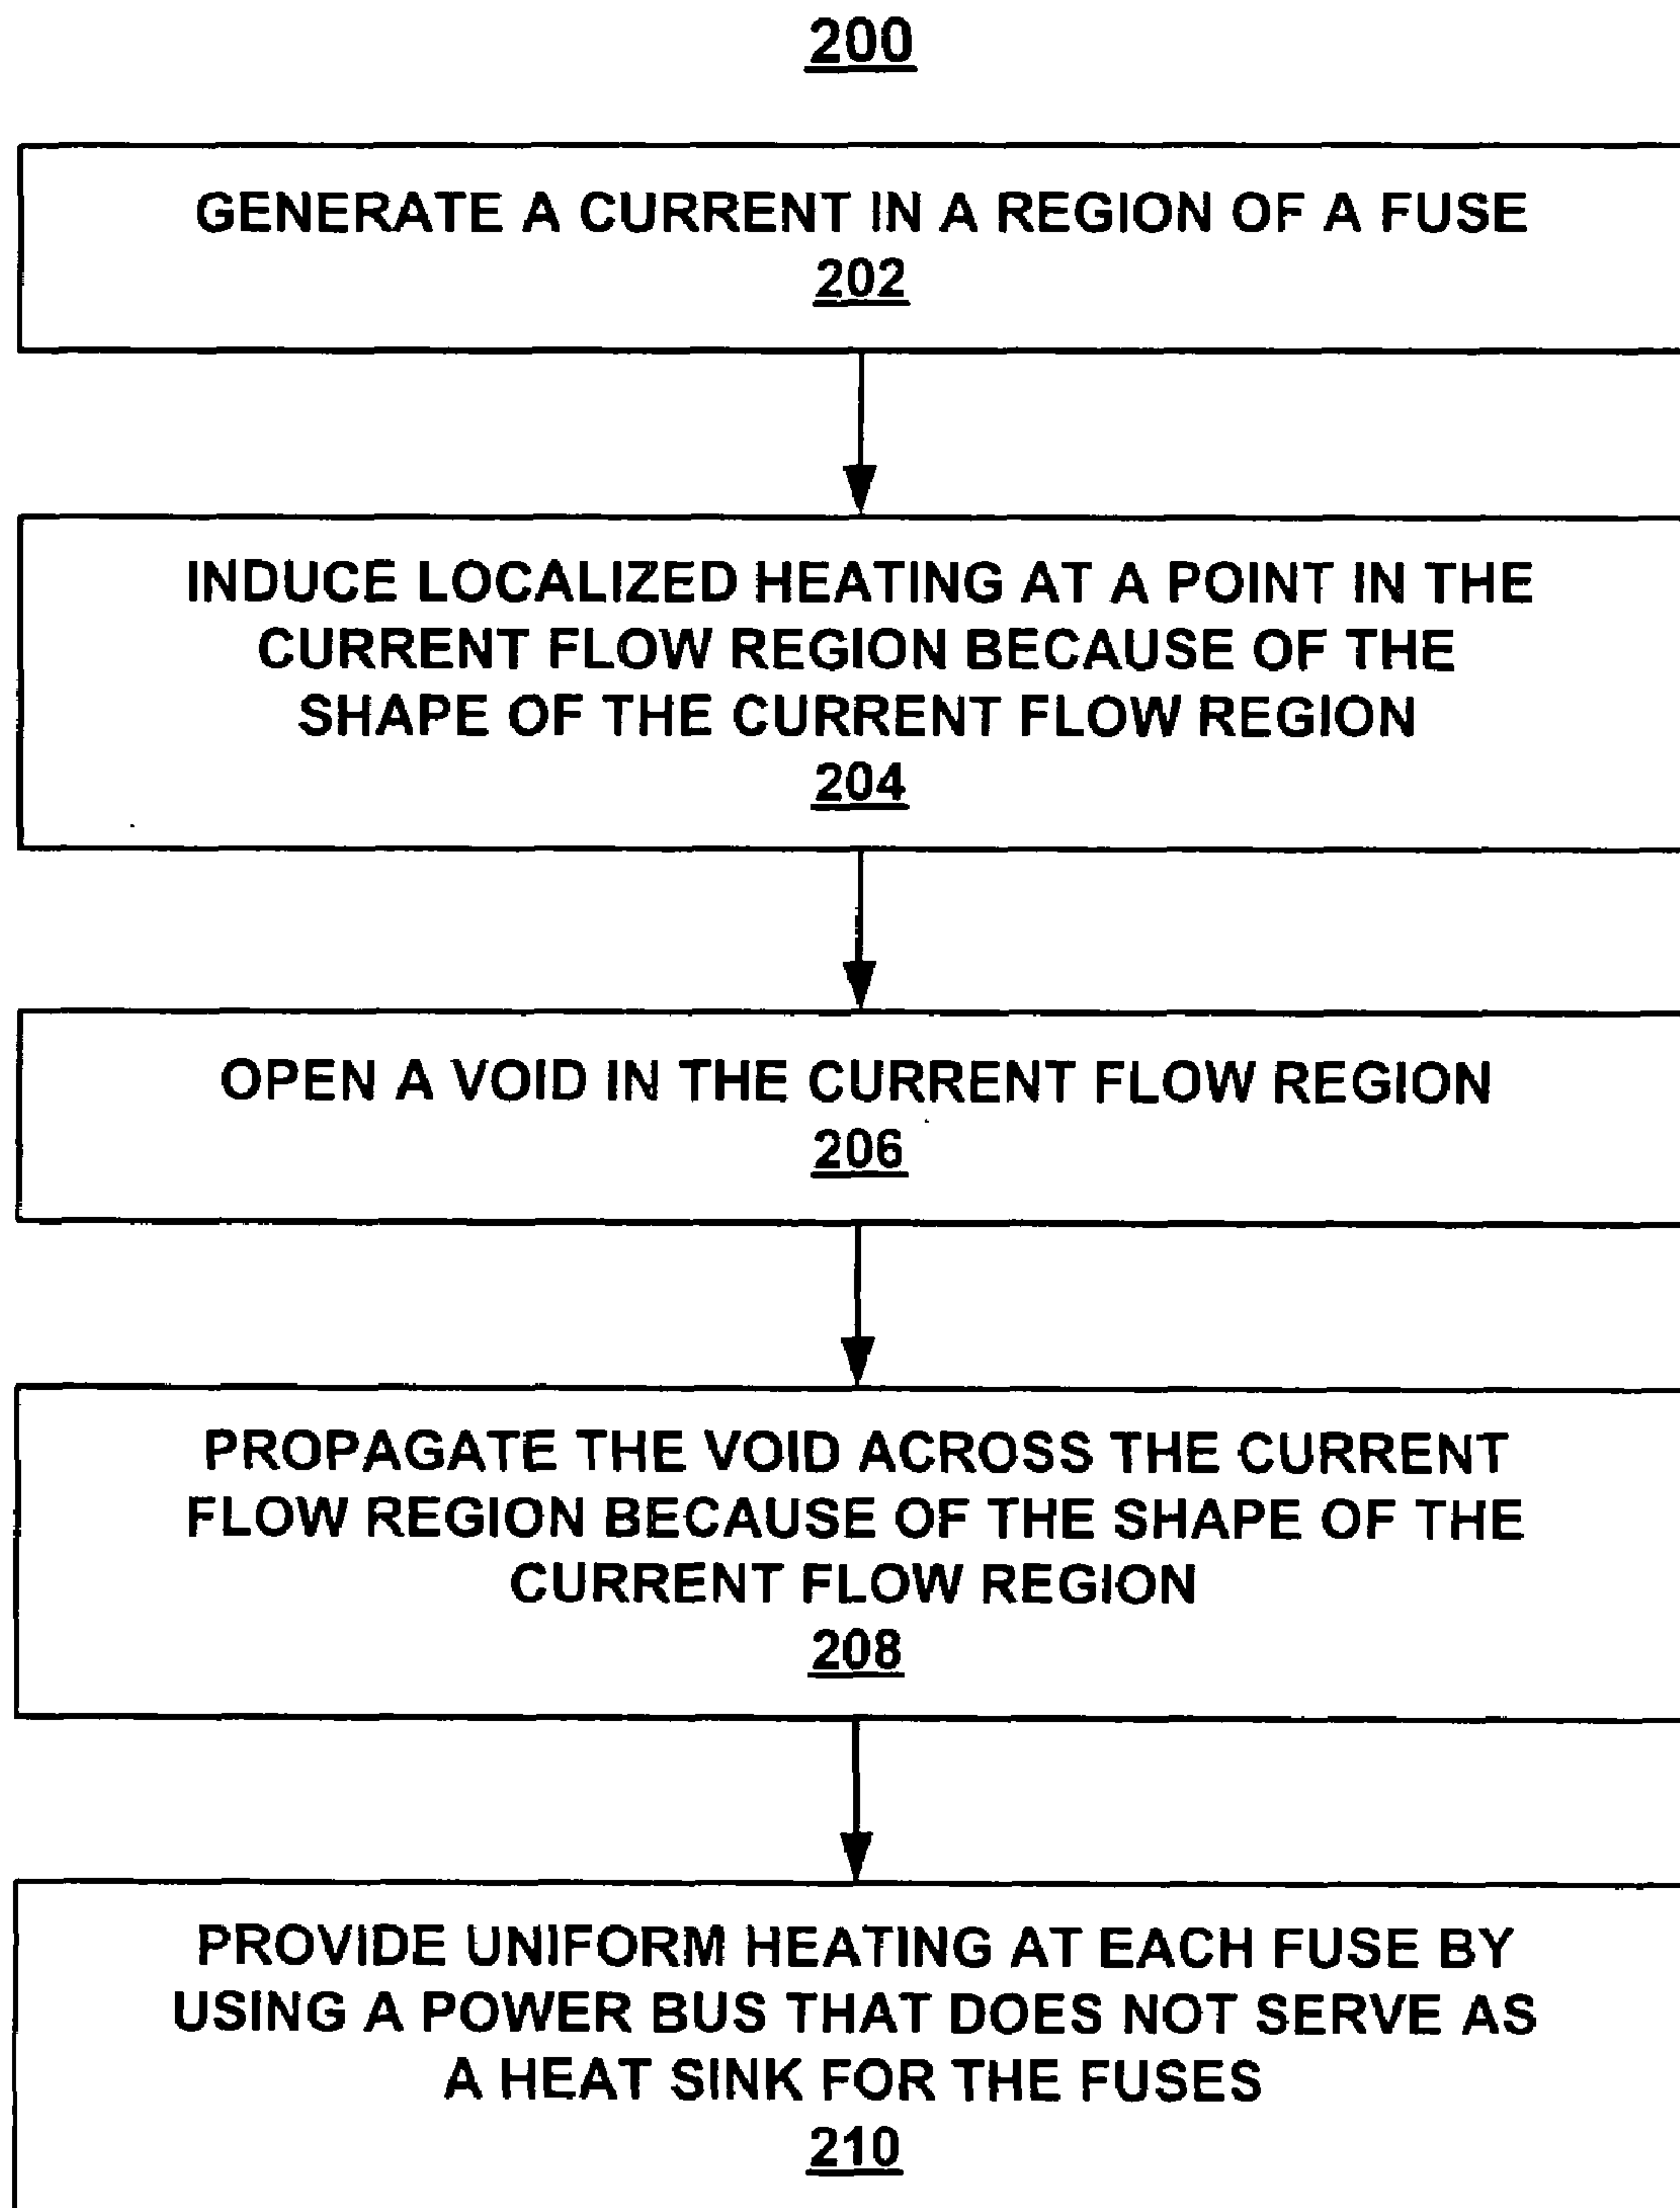 200
GENERATE A CURRENT IN A REGION OF A FUSE
202
INDUCE LOCALIZED HEATING AT A POINT IN THE
CURRENT FLOW REGION BECAUSE OF THE
SHAPE OF THE CURRENT FLOW REGION
204
OPEN A VOID IN THE CURRENT FLOW REGION
206
PROPAGATE THE VOID ACROSS THE CURRENT
FLOW REGION BECAUSE OF THE SHAPE OF THE
CURRENT FLOW REGION
208
PROVIDE UNIFORM HEATING AT EACH FUSE BY
USING A POWER BUS THAT DOES NOT SERVE AS
A HEAT SINK FOR THE FUSES
210